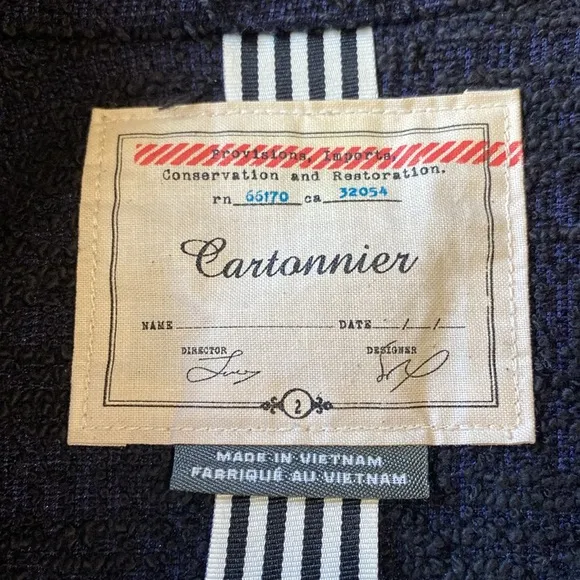 Provisions, Imports,
Conservation and Restoration.
rn 66170 ca 32054
Cartonnier
NAME DATE / /
DIRECTOR DESIGNER
2
MADE IN VIETNAM
FABRIQUÉ AU VIETNAM